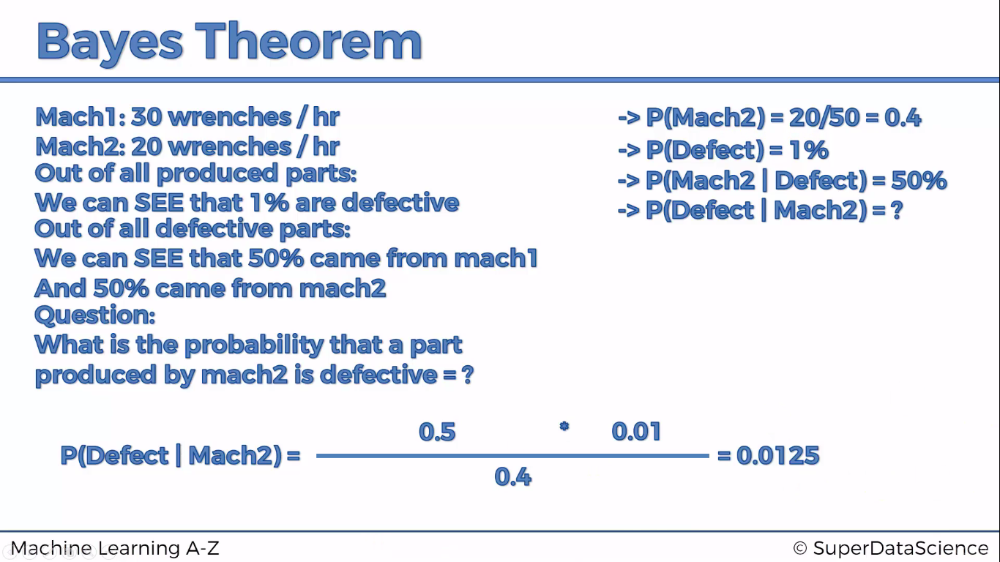 Bayes Theorem
Mach1: 30 wrenches / hr
Mach2: 20 wrenches / hr
Out of all produced parts:
We can SEE that 1% are defective
Out of all defective parts:
We can SEE that 50% came from mach1
And 50% came from mach2
Question:
What is the probability that a part
produced by mach2 is defective = ?
-> P(Mach2) = 20/50 = 0.4
-> P(Defect) = 1%
-> P(Mach2 | Defect) = 50%
-> P(Defect | Mach2) = ?
0.5 * 0.01
P(Defect | Mach2) = = 0.0125
0.4
Machine Learning A-Z
© SuperDataScience